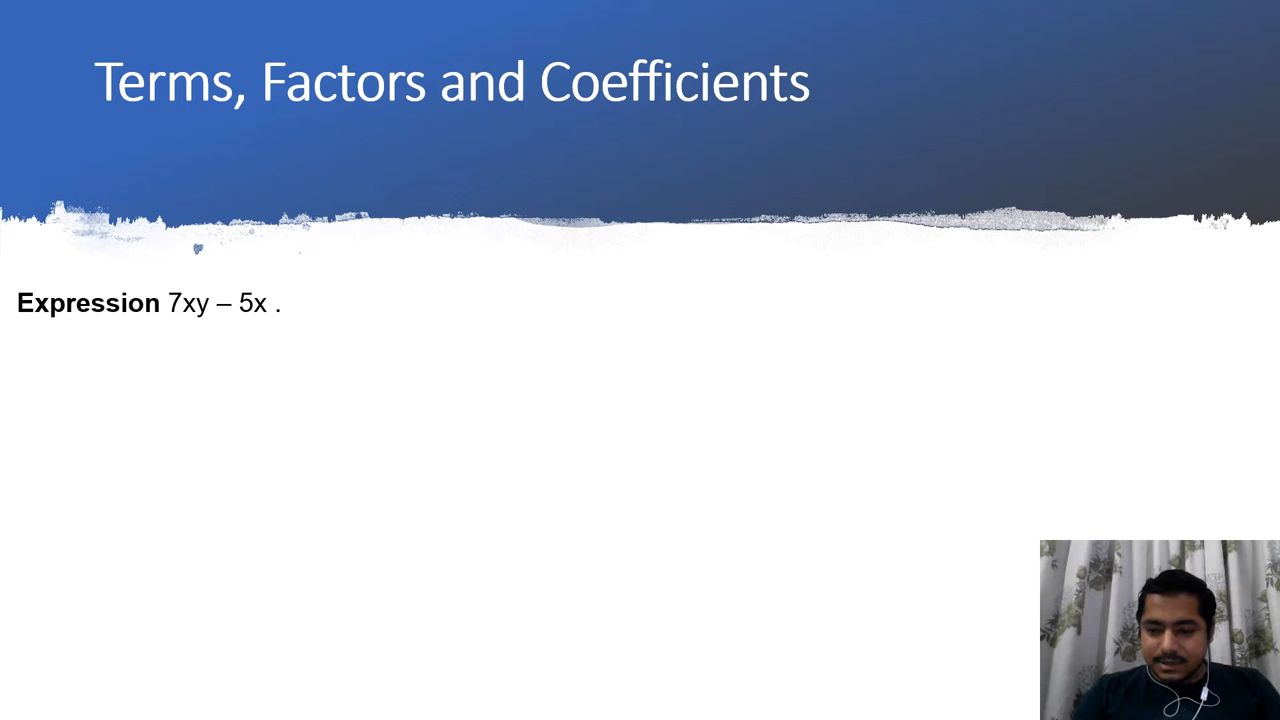 Terms, Factors and Coefficients
Expression 7xy – 5x .